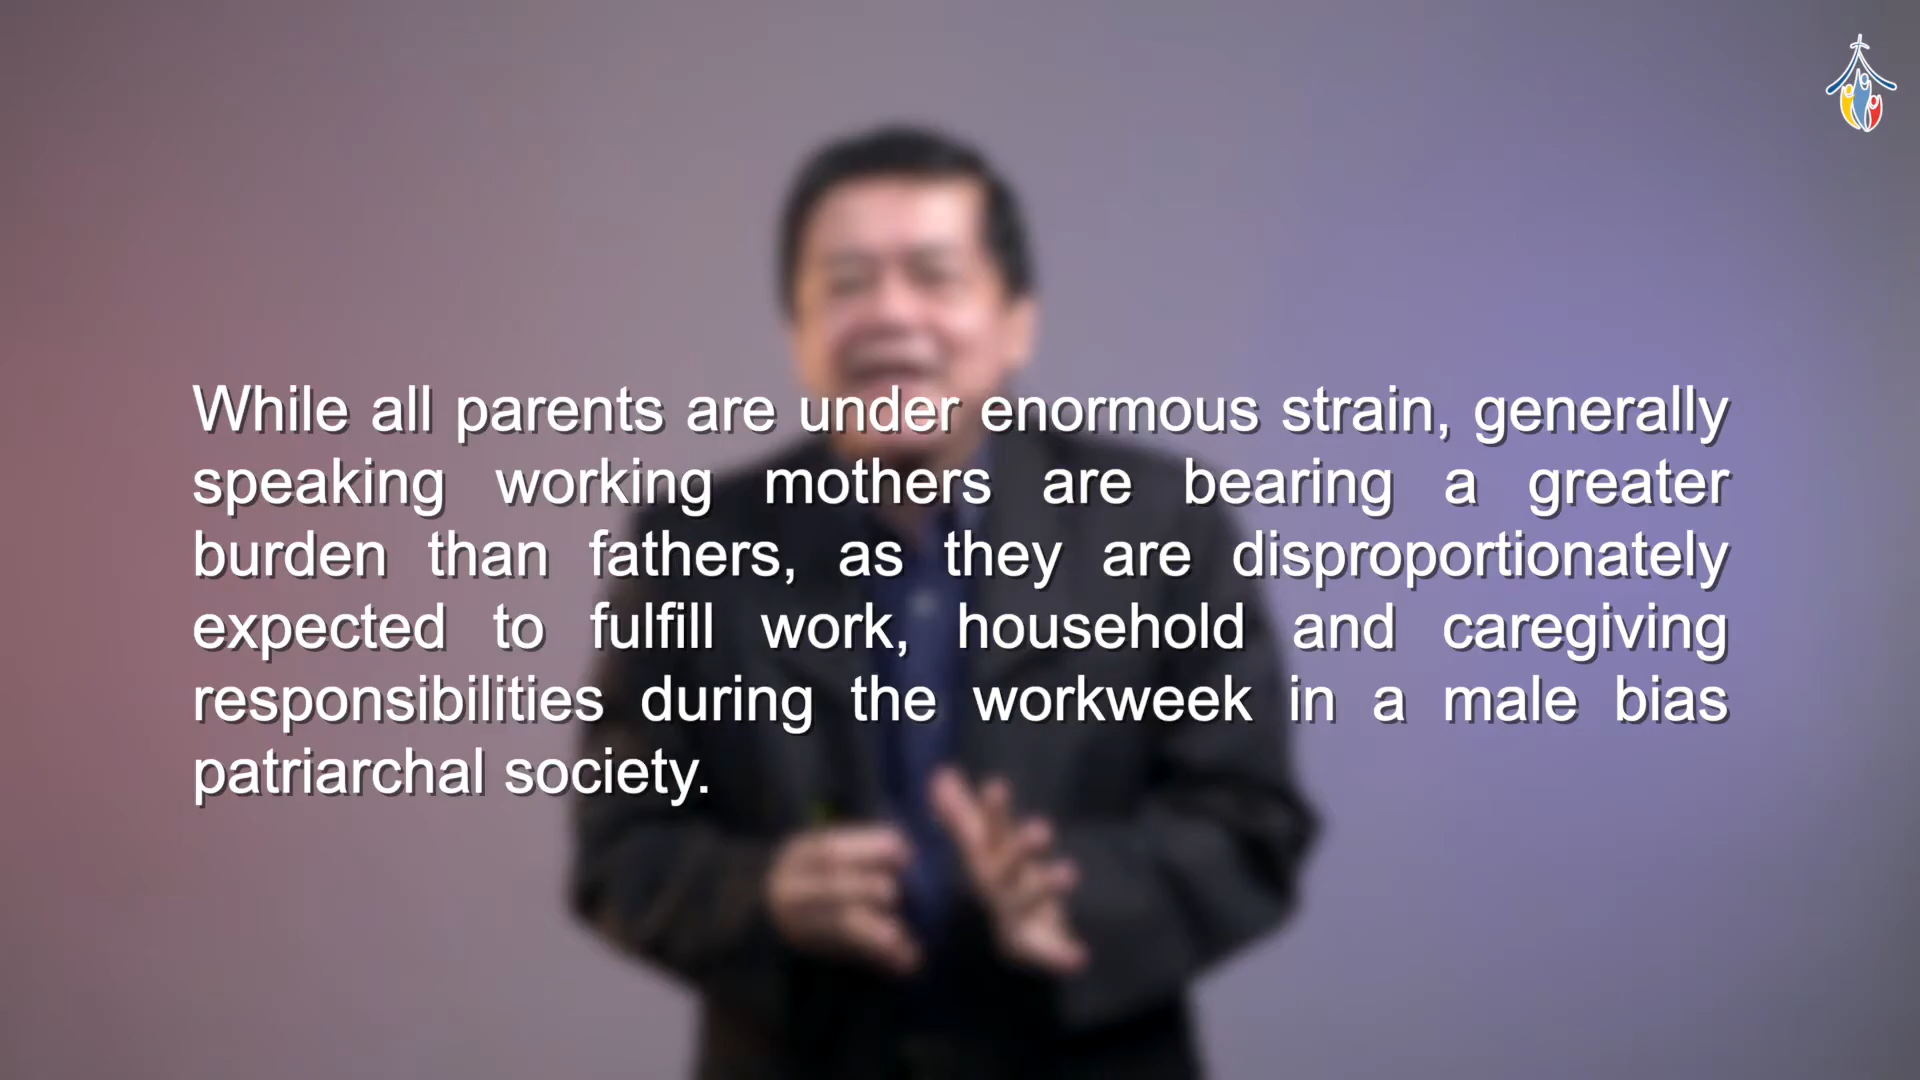 While all parents are under enormous strain, generally
speaking working mothers are bearing a greater
burden than fathers, as they are disproportionately
expected to fulfill work, household and caregiving
responsibilities during the workweek in a male bias
patriarchal society.